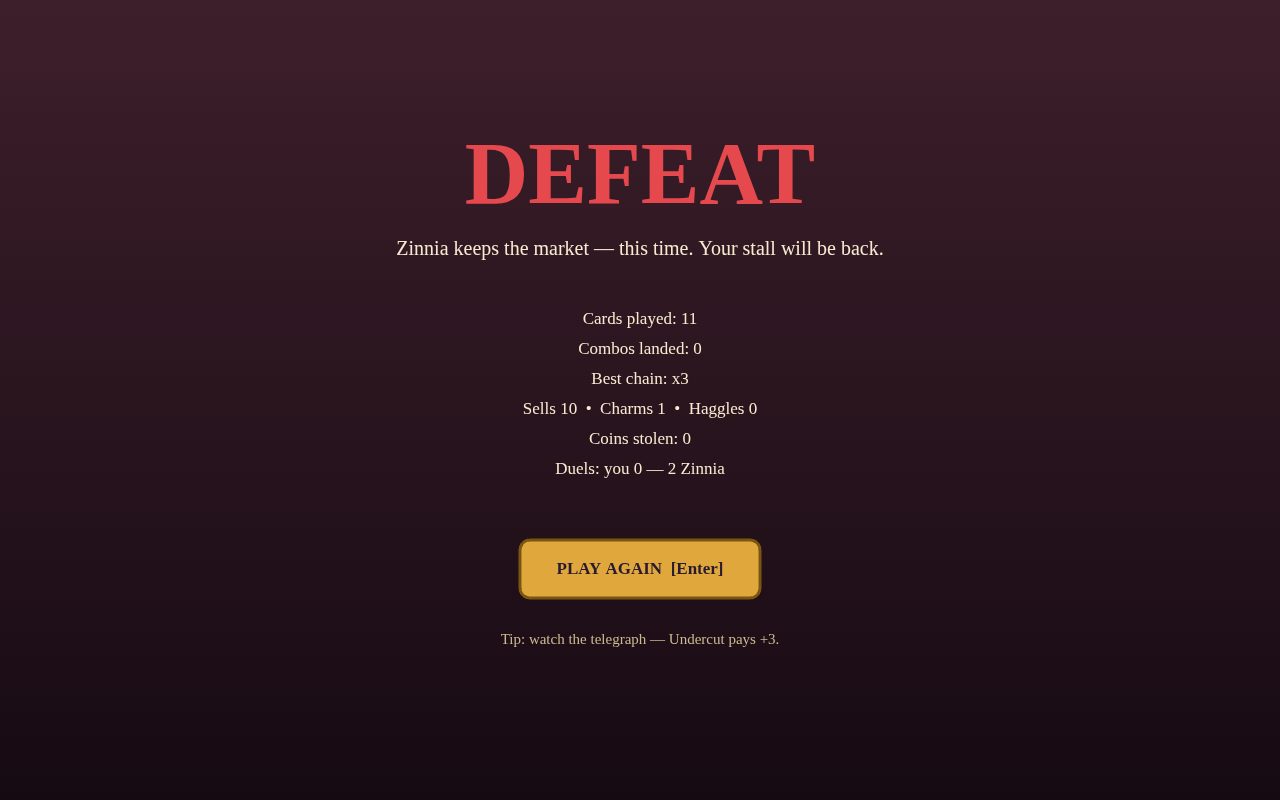 DEFEAT
Zinnia keeps the market — this time. Your stall will be back.
Cards played: 11
Combos landed: 0
Best chain: x3
Sells 10 • Charms 1 • Haggles 0
Coins stolen: 0
Duels: you 0 — 2 Zinnia
PLAY AGAIN [Enter]
Tip: watch the telegraph — Undercut pays +3.